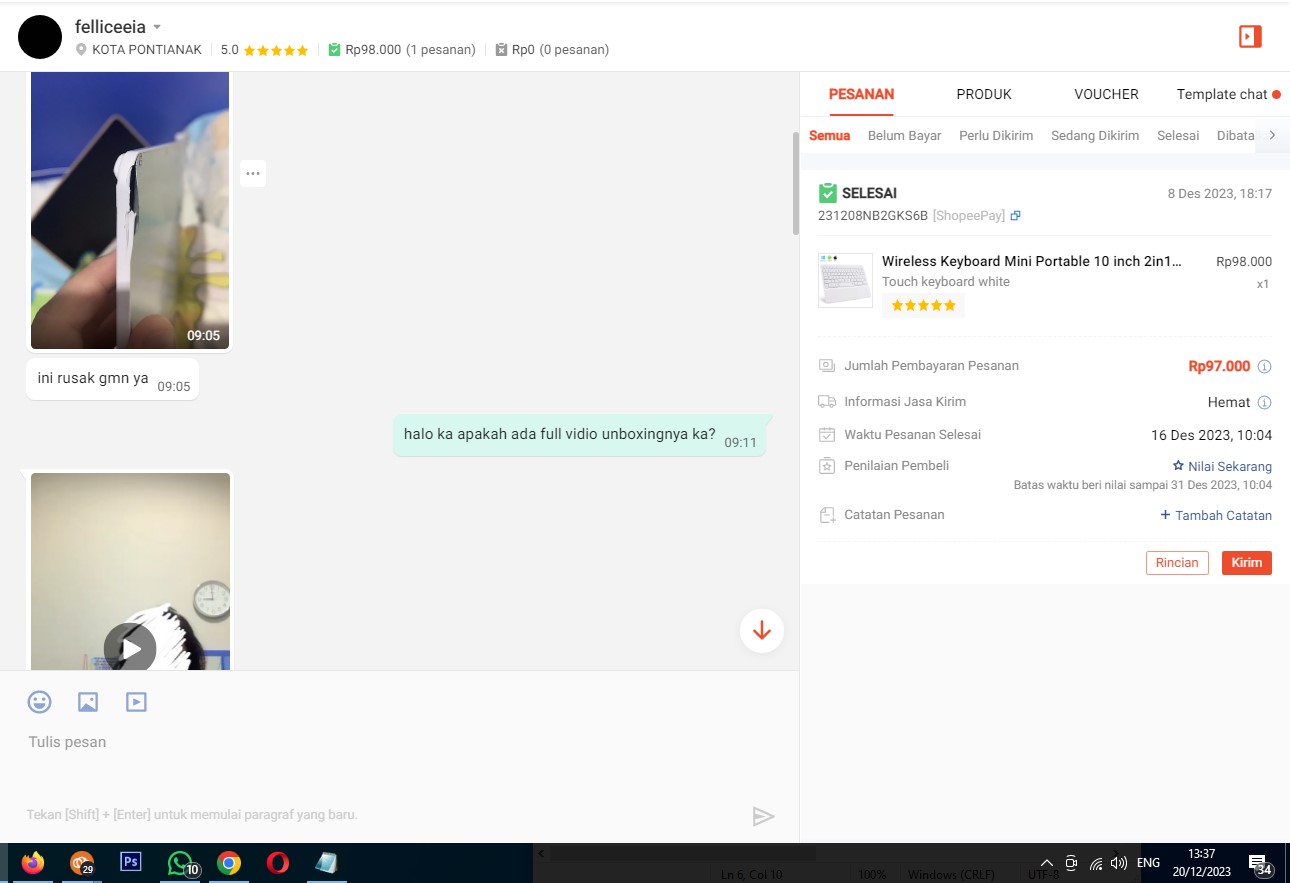 felliceeia
KOTA PONTIANAK 5.0 Rp98.000 (1 pesanan) Rp0 (0 pesanan)
09:05
ini rusak gmn ya 09:05
halo ka apakah ada full vidio unboxingnya ka? 09:11
Tulis pesan
Tekan [Shift] + [Enter] untuk memulai paragraf yang baru.
PESANAN PRODUK VOUCHER Template chat
Semua Belum Bayar Perlu Dikirim Sedang Dikirim Selesai Dibata
SELESAI 8 Des 2023, 18:17
231208NB2GKS6B [ShopeePay]
Wireless Keyboard Mini Portable 10 inch 2in1... Rp98.000
Touch keyboard white x1
Jumlah Pembayaran Pesanan Rp97.000
Informasi Jasa Kirim Hemat
Waktu Pesanan Selesai 16 Des 2023, 10:04
Penilaian Pembeli Nilai Sekarang
Batas waktu beri nilai sampai 31 Des 2023, 10:04
Catatan Pesanan + Tambah Catatan
Rincian Kirim
29 Ps 10 Ln 6, Col 10 100% Windows (CRLF) UTF-8 ENG 13:37
20/12/2023 34